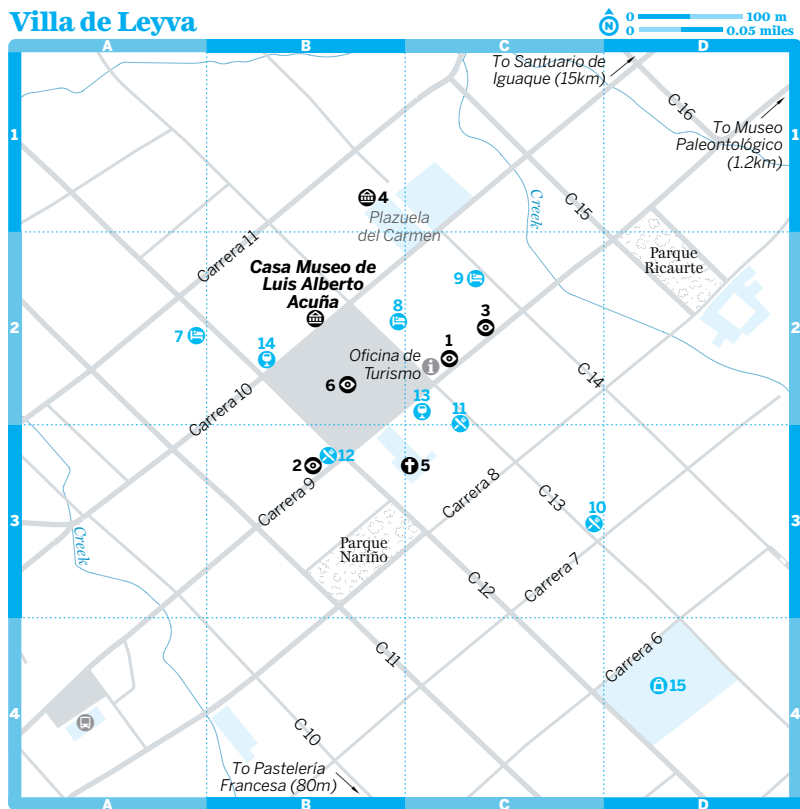 Villa de Leyva
N
0 100 m
0 0.05 miles
A B C D
1
2
3
4
1
2
3
4
To Santuario de
Iguaque (15km)
C 16
To Museo
Paleontológico
(1.2km)
4
Plazuela
del Carmen
Creek
C 15
Parque
Ricaurte
Carrera 11
Casa Museo de
Luis Alberto
Acuña
9
8
3
7
14
1
Oficina de
Turismo
i
C 14
6
13
11
Carrera 10
2
12
5
Carrera 9
Carrera 8
C 13
10
Creek
Parque
Nariño
Carrera 7
C 12
Carrera 6
C 11
15
C 10
To Pastelería
Francesa (80m)
A B C D